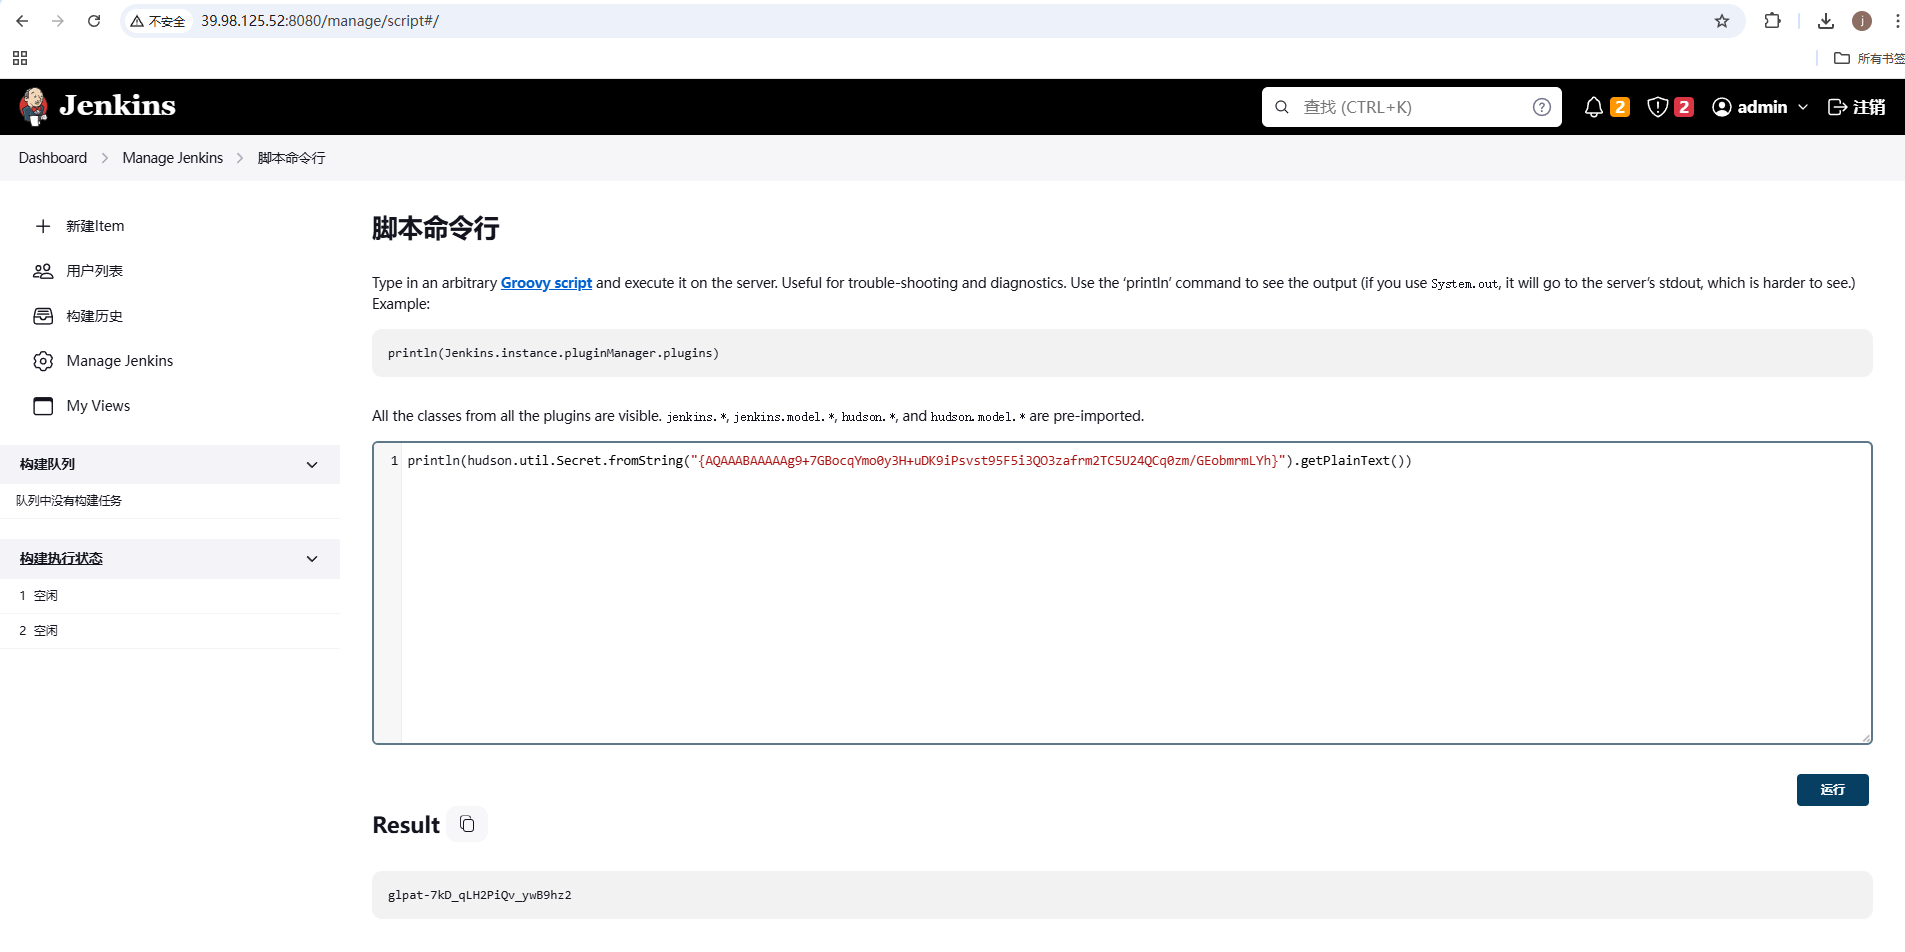 不安全 39.98.125.52:8080/manage/script#/ j
所有书签
Jenkins 查找 (CTRL+K) 2 2 admin 注销
Dashboard Manage Jenkins 脚本命令行
新建Item
用户列表
构建历史
Manage Jenkins
My Views
构建队列
队列中没有构建任务
构建执行状态
1 空闲
2 空闲
脚本命令行
Type in an arbitrary Groovy script and execute it on the server. Useful for trouble-shooting and diagnostics. Use the ‘println’ command to see the output (if you use System.out, it will go to the server’s stdout, which is harder to see.)
Example:
println(Jenkins.instance.pluginManager.plugins)
All the classes from all the plugins are visible. jenkins.*, jenkins.model.*, hudson.*, and hudson.model.* are pre-imported.
1 println(hudson.util.Secret.fromString("{AQAAABAAAAAg9+7GBocqYmo0y3H+uDK9iPsvst95F5i3QO3zafrm2TC5U24QCq0zm/GEobmrmLYh}").getPlainText())
运行
Result
glpat-7kD_qLH2PiQv_ywB9hz2